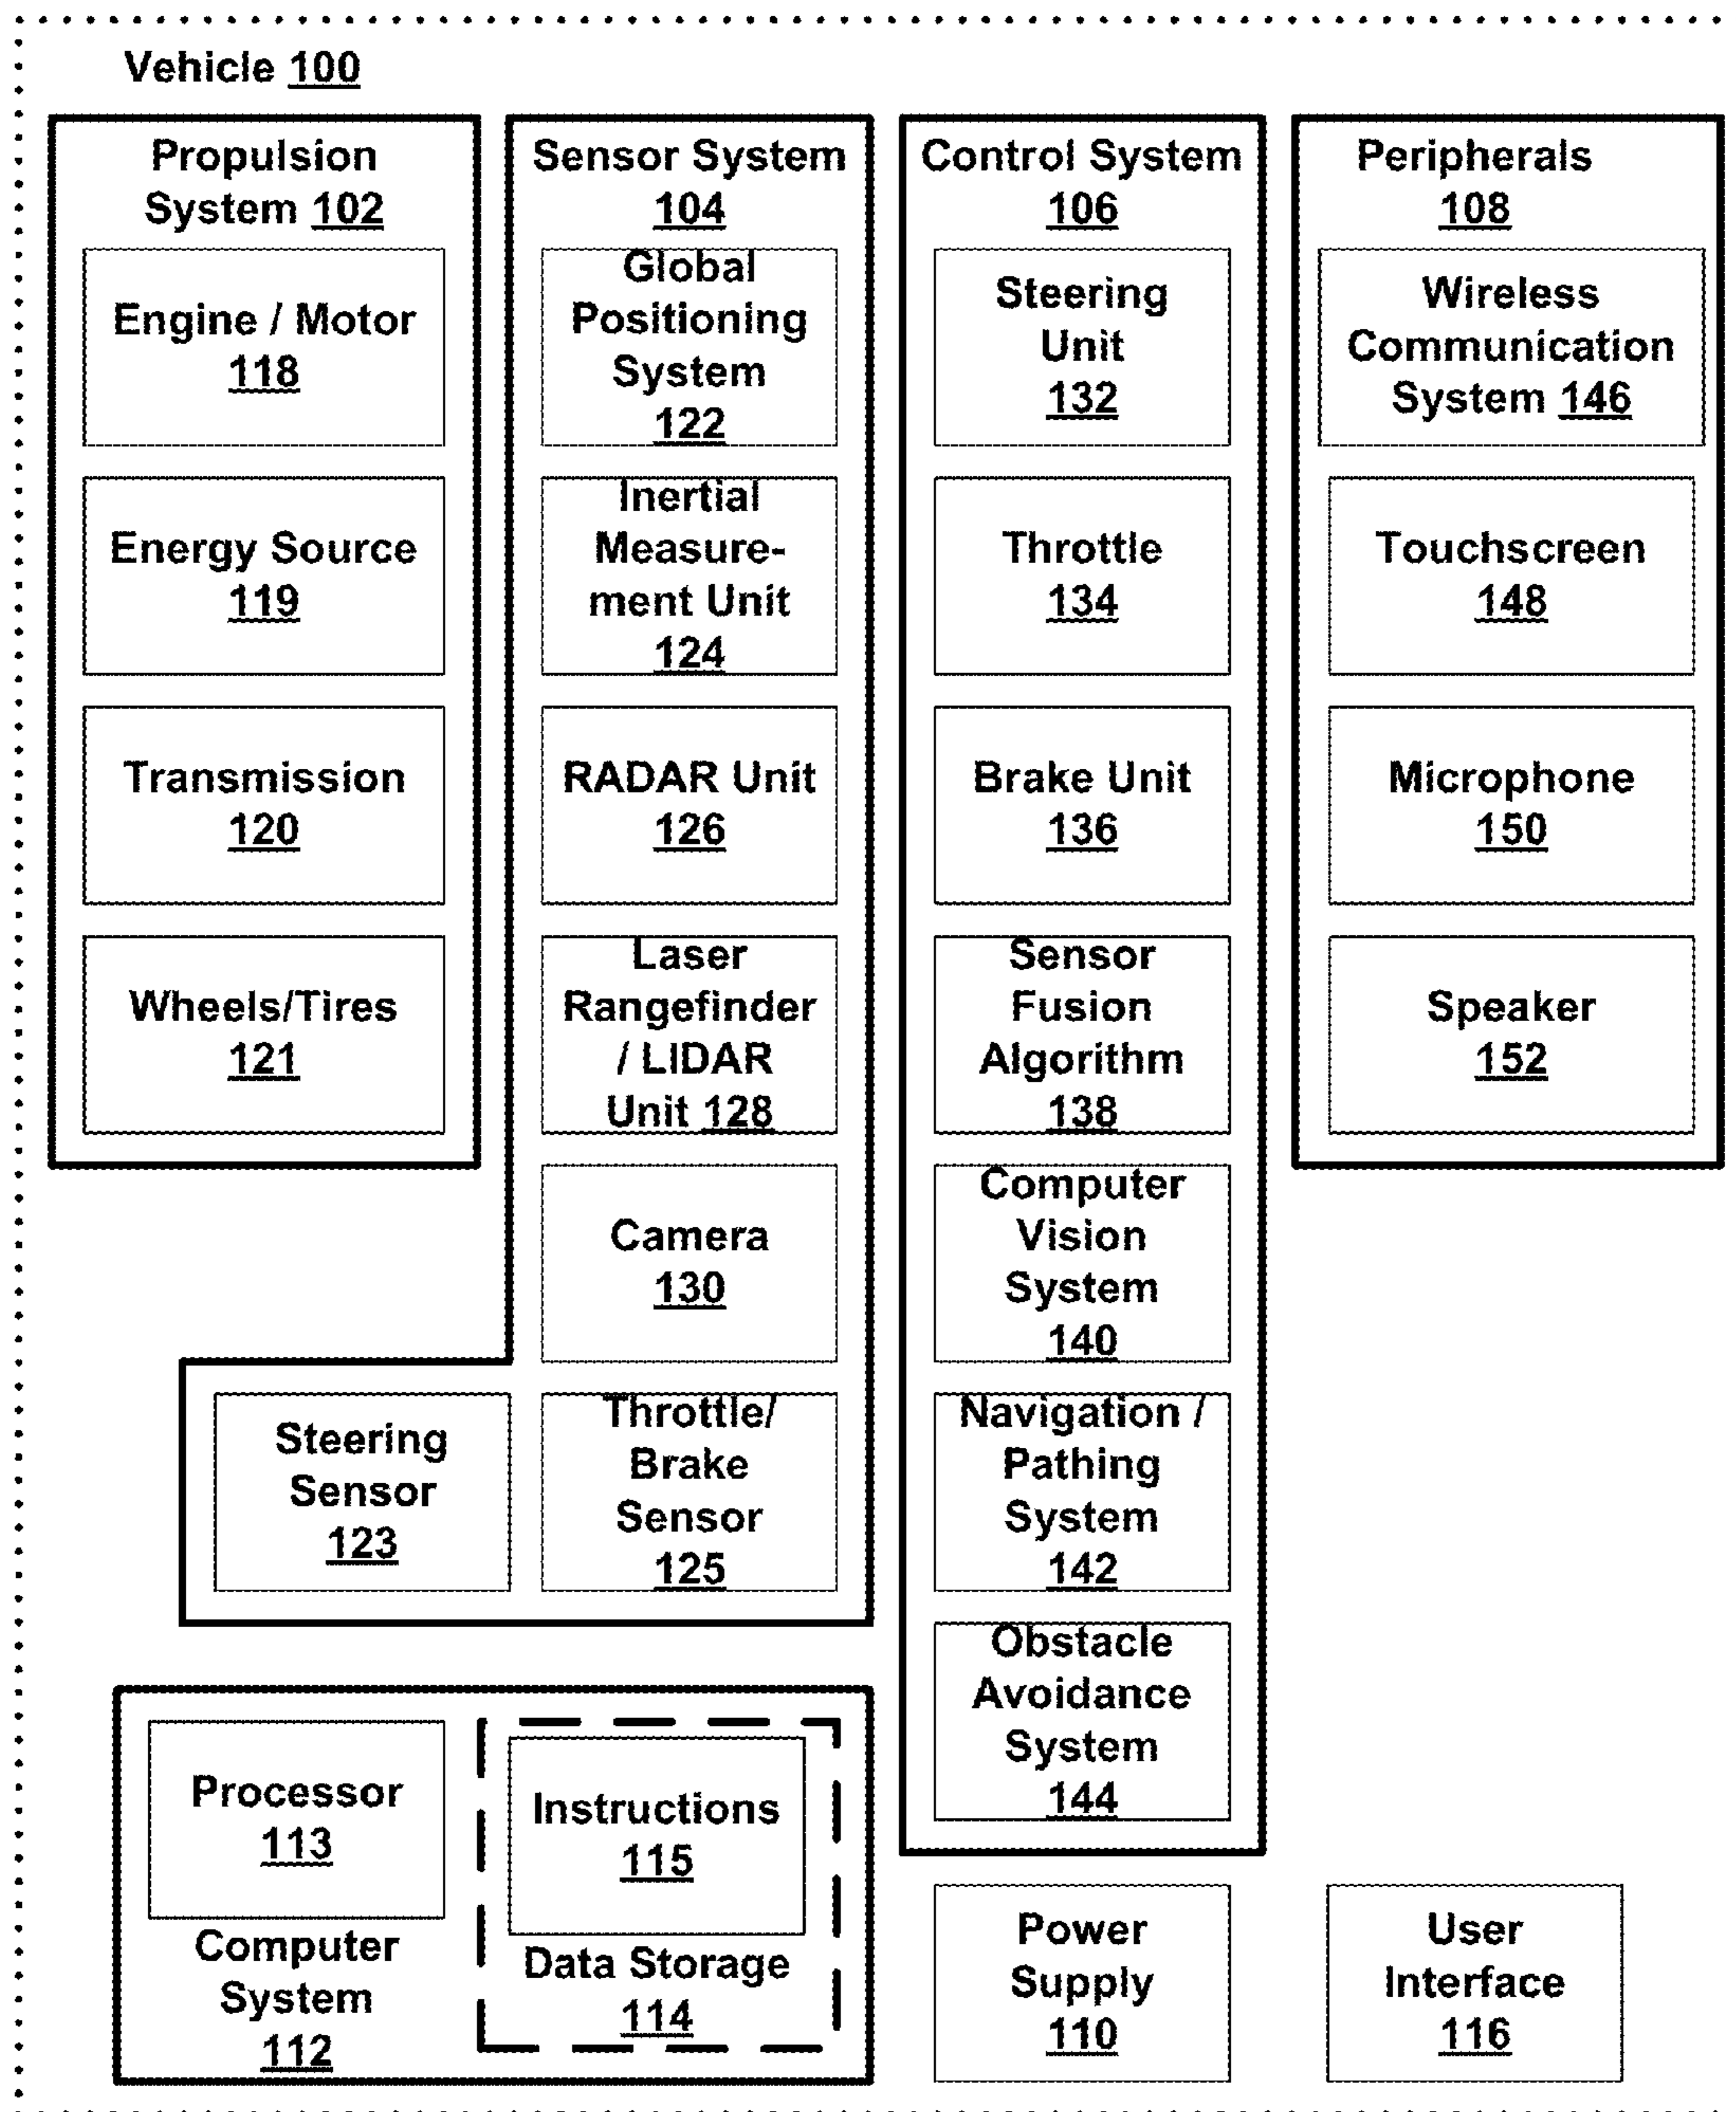 Vehicle 100
Propulsion
System 102
Engine / Motor
118
Energy Source
119
Transmission
120
Wheels/Tires
121
Sensor System
104
Global
Positioning
System
122
Inertial
Measure-
ment Unit
124
RADAR Unit
126
Laser
Rangefinder
/ LIDAR
Unit 128
Camera
130
Steering
Sensor
123
Throttle/
Brake
Sensor
125
Control System
106
Steering
Unit
132
Throttle
134
Brake Unit
136
Sensor
Fusion
Algorithm
138
Computer
Vision
System
140
Navigation /
Pathing
System
142
Obstacle
Avoidance
System
144
Peripherals
108
Wireless
Communication
System 146
Touchscreen
148
Microphone
150
Speaker
152
Processor
113
Computer
System
112
Instructions
115
Data Storage
114
Power
Supply
110
User
Interface
116